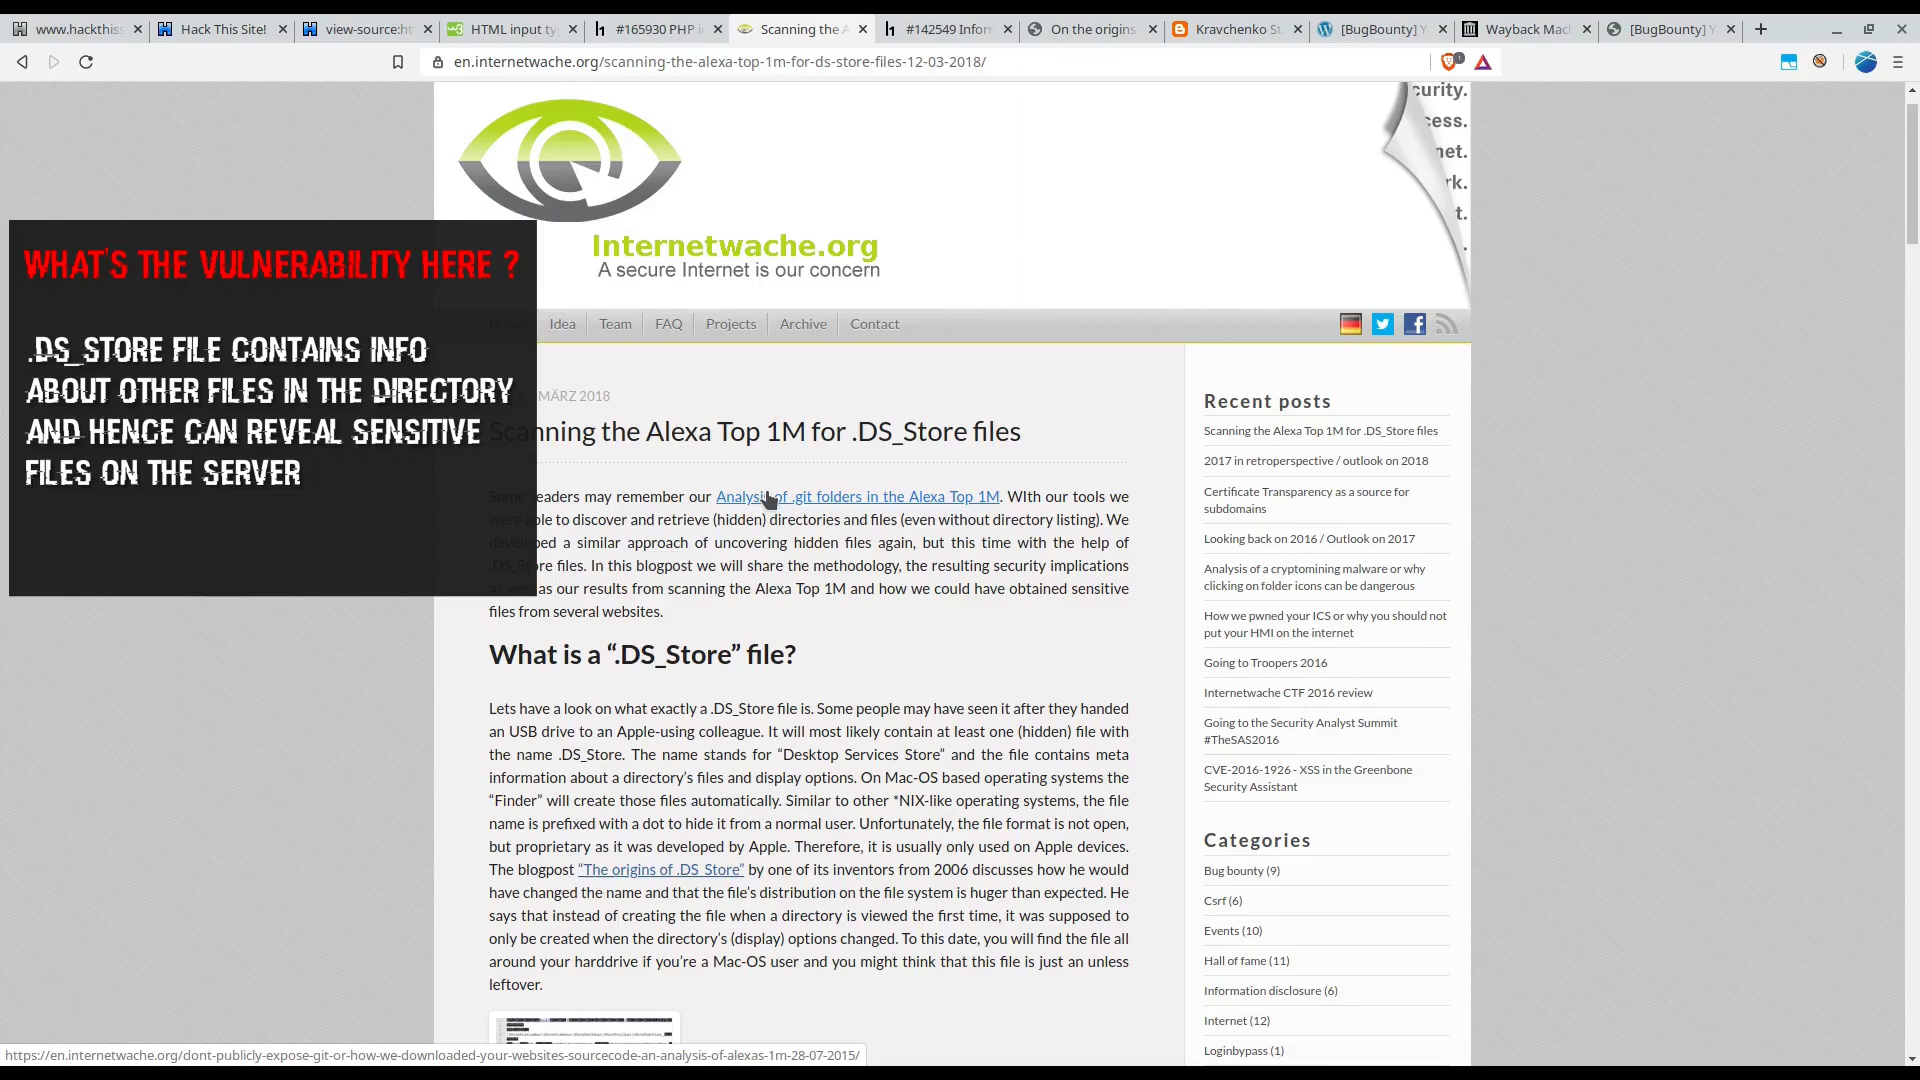 www.hackthiss
Hack This Site!
view-source:ht
HTML input ty
#165930 PHP i
Scanning the A
#142549 Inforn
On the origins
Kravchenko St
[BugBounty] Y
Wayback Mach
[BugBounty] Y
en.internetwache.org/scanning-the-alexa-top-1m-for-ds-store-files-12-03-2018/
curity.
cess.
net.
rk.
t.
Internetwache.org
A secure Internet is our concern
WHAT'S THE VULNERABILITY HERE ?
.DS_STORE FILE CONTAINS INFO
ABOUT OTHER FILES IN THE DIRECTORY
AND HENCE CAN REVEAL SENSITIVE
FILES ON THE SERVER
Idea
Team
FAQ
Projects
Archive
Contact
MÄRZ 2018
Scanning the Alexa Top 1M for .DS_Store files
Some readers may remember our Analysis of .git folders in the Alexa Top 1M. WIth our tools we
were able to discover and retrieve (hidden) directories and files (even without directory listing). We
developed a similar approach of uncovering hidden files again, but this time with the help of
.DS_Store files. In this blogpost we will share the methodology, the resulting security implications
as well as our results from scanning the Alexa Top 1M and how we could have obtained sensitive
files from several websites.
What is a “.DS_Store” file?
Lets have a look on what exactly a .DS_Store file is. Some people may have seen it after they handed
an USB drive to an Apple-using colleague. It will most likely contain at least one (hidden) file with
the name .DS_Store. The name stands for “Desktop Services Store” and the file contains meta
information about a directory’s files and display options. On Mac-OS based operating systems the
“Finder” will create those files automatically. Similar to other *NIX-like operating systems, the file
name is prefixed with a dot to hide it from a normal user. Unfortunately, the file format is not open,
but proprietary as it was developed by Apple. Therefore, it is usually only used on Apple devices.
The blogpost “The origins of .DS_Store” by one of its inventors from 2006 discusses how he would
have changed the name and that the file’s distribution on the file system is huger than expected. He
says that instead of creating the file when a directory is viewed the first time, it was supposed to
only be created when the directory’s (display) options changed. To this date, you will find the file all
around your harddrive if you’re a Mac-OS user and you might think that this file is just an unless
leftover.
Recent posts
Scanning the Alexa Top 1M for .DS_Store files
2017 in retroperspective / outlook on 2018
Certificate Transparency as a source for
subdomains
Looking back on 2016 / Outlook on 2017
Analysis of a cryptomining malware or why
clicking on folder icons can be dangerous
How we pwned your ICS or why you should not
put your HMI on the internet
Going to Troopers 2016
Internetwache CTF 2016 review
Going to the Security Analyst Summit
#TheSAS2016
CVE-2016-1926 - XSS in the Greenbone
Security Assistant
Categories
Bug bounty (9)
Csrf (6)
Events (10)
Hall of fame (11)
Information disclosure (6)
Internet (12)
Loginbypass (1)
https://en.internetwache.org/dont-publicly-expose-git-or-how-we-downloaded-your-websites-sourcecode-an-analysis-of-alexas-1m-28-07-2015/